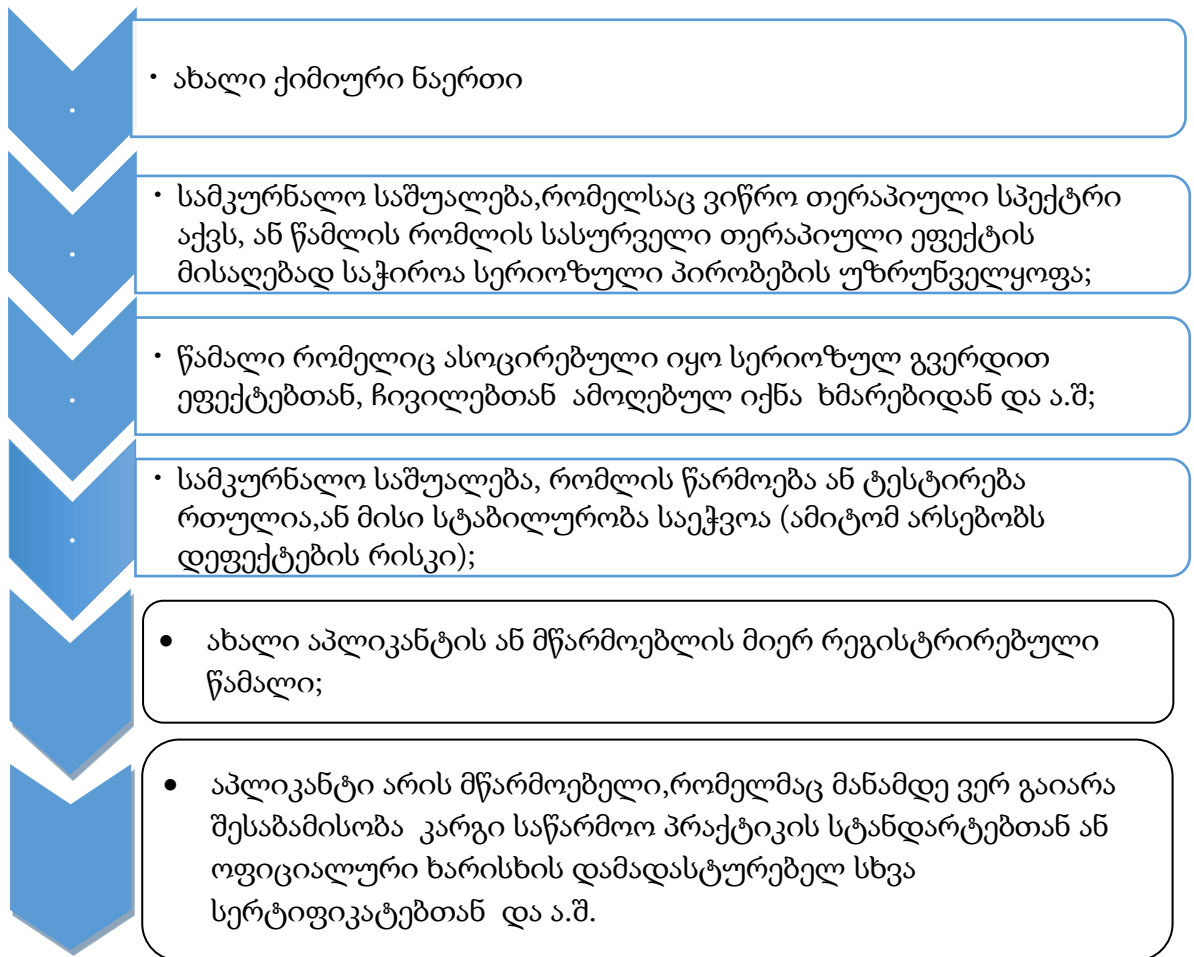 · ახალი ქიმიური ნაერთი
· სამკურნალო საშუალება,რომელსაც ვიწრო თერაპიული სპექტრი
აქვს, ან წამლის რომლის სასურველი თერაპიული ეფექტის
მისაღებად საჭიროა სერიოზული პირობების უზრუნველყოფა;
· წამალი რომელიც ასოცირებული იყო სერიოზულ გვერდით
ეფექტებთან, ჩივილებთან ამოღებულ იქნა ხმარებიდან და ა.შ;
· სამკურნალო საშუალება, რომლის წარმოება ან ტესტირება
რთულია,ან მისი სტაბილურობა საეჭვოა (ამიტომ არსებობს
დეფექტების რისკი);
• ახალი აპლიკანტის ან მწარმოებლის მიერ რეგისტრირებული
წამალი;
• აპლიკანტი არის მწარმოებელი,რომელმაც მანამდე ვერ გაიარა
შესაბამისობა კარგი საწარმოო პრაქტიკის სტანდარტებთან ან
ოფიციალური ხარისხის დამადასტურებელ სხვა
სერტიფიკატებთან და ა.შ.